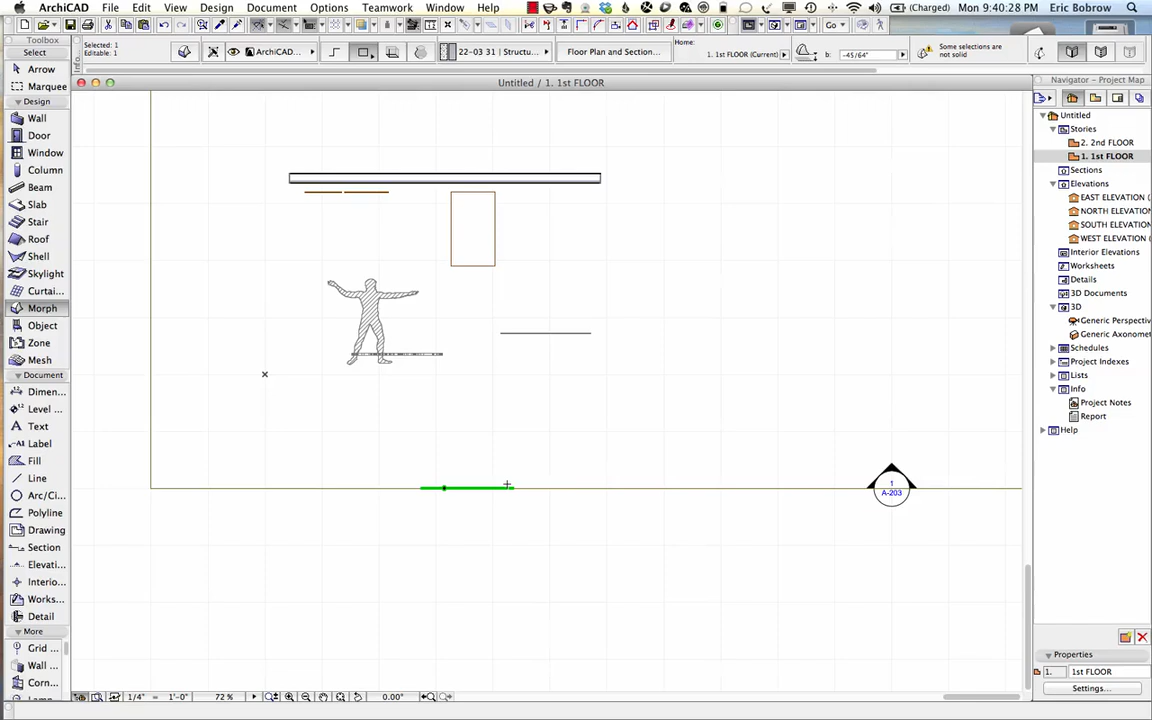 ArchiCAD File Edit View Design Document Options Teamwork Window Help (Charged) Mon 9:40:28 PM Eric Bobrow
Toolbox
Select
Arrow
Marquee
Design
Wall
Door
Window
Column
Beam
Slab
Stair
Roof
Shell
Skylight
Curtai...
Morph
Object
Zone
Mesh
Document
Dimen...
Level ...
Text
Label
Fill
Line
Arc/Ci...
Polyline
Drawing
Section
Elevati...
Interio...
Works...
Detail
More
Grid ...
Wall ...
Corn...
Selected: 1
Editable: 1
ArchiCAD...
22-03 31 | Structu...
Floor Plan and Section...
Home:
1. 1st FLOOR (Current)
b:
-45/64"
Some selections are
not solid
Go
Untitled / 1. 1st FLOOR
1
A-203
1/4" = 1'-0"
72 %
0.00°
Navigator - Project Map
Untitled
Stories
2. 2nd FLOOR
1. 1st FLOOR
Sections
Elevations
EAST ELEVATION (
NORTH ELEVATIO
SOUTH ELEVATIO
WEST ELEVATION (
Interior Elevations
Worksheets
Details
3D Documents
3D
Generic Perspectiv
Generic Axonomet
Schedules
Project Indexes
Lists
Info
Project Notes
Report
Help
Properties
1.
1st FLOOR
Settings...